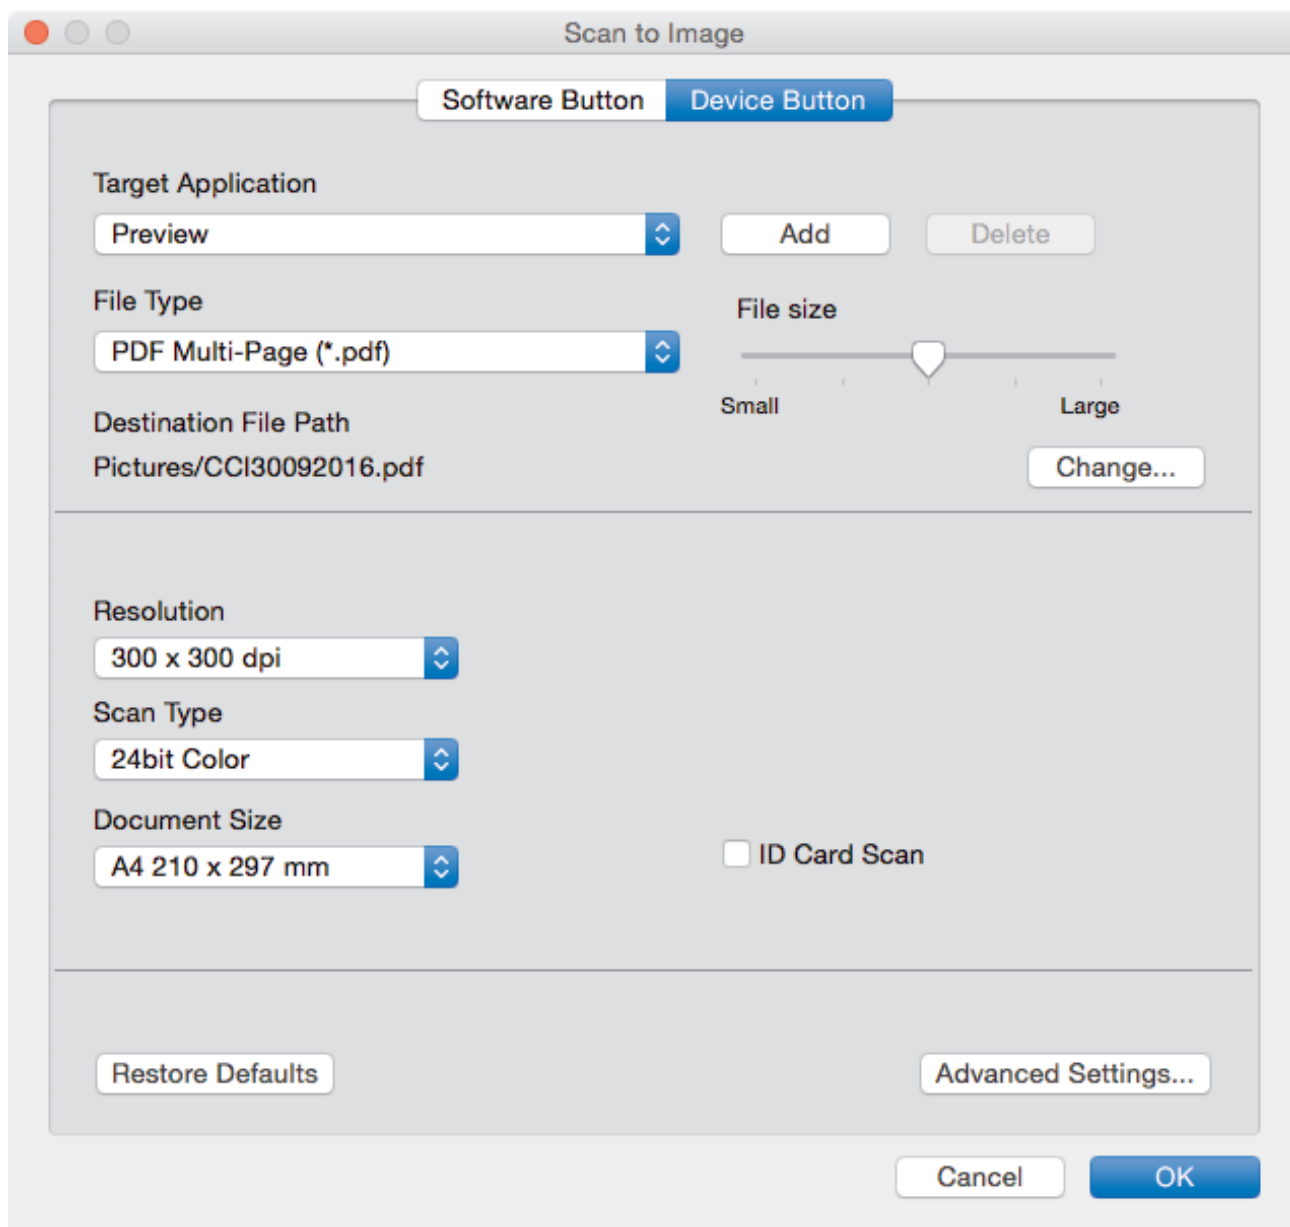 Scan to Image
Software Button
Device Button
Target Application
Preview
Add
Delete
File Type
File size
PDF Multi-Page (*.pdf)
Small
Large
Destination File Path
Pictures/CCI30092016.pdf
Change...
Resolution
300 x 300 dpi
Scan Type
24bit Color
Document Size
A4 210 x 297 mm
ID Card Scan
Restore Defaults
Advanced Settings...
Cancel
OK